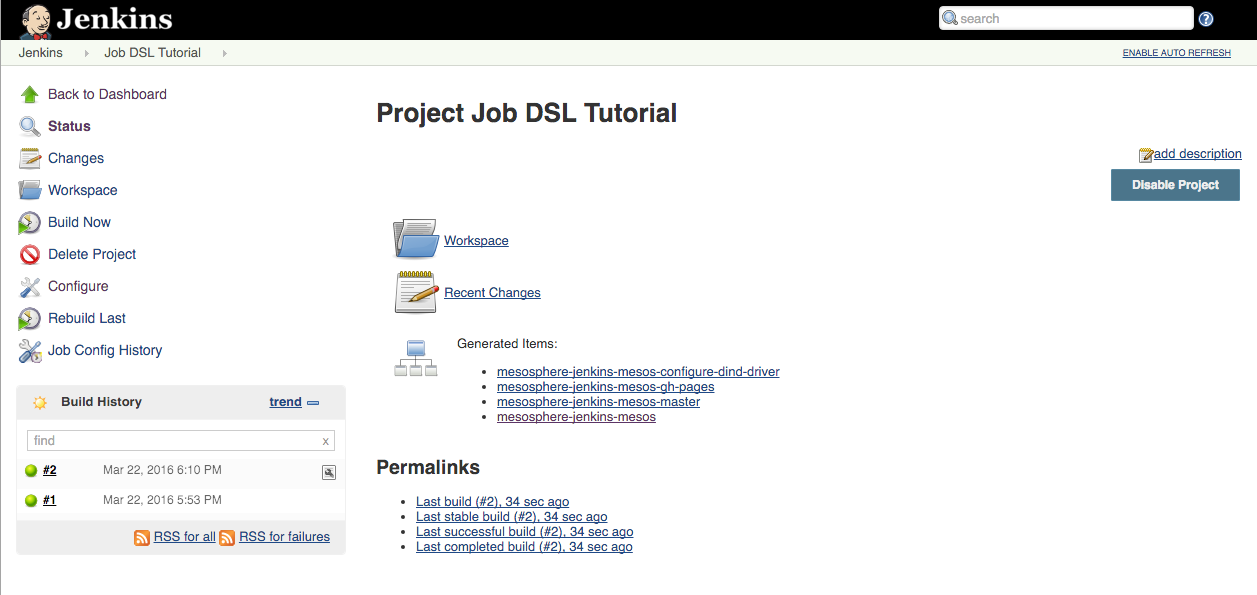 Jenkins
search
Jenkins Job DSL Tutorial
ENABLE AUTO REFRESH
Back to Dashboard
Status
Changes
Workspace
Build Now
Delete Project
Configure
Rebuild Last
Job Config History
Build History trend
find x
#2 Mar 22, 2016 6:10 PM
#1 Mar 22, 2016 5:53 PM
RSS for all RSS for failures
Project Job DSL Tutorial
add description
Disable Project
Workspace
Recent Changes
Generated Items:
mesosphere-jenkins-mesos-configure-dind-driver
mesosphere-jenkins-mesos-gh-pages
mesosphere-jenkins-mesos-master
mesosphere-jenkins-mesos
Permalinks
Last build (#2), 34 sec ago
Last stable build (#2), 34 sec ago
Last successful build (#2), 34 sec ago
Last completed build (#2), 34 sec ago